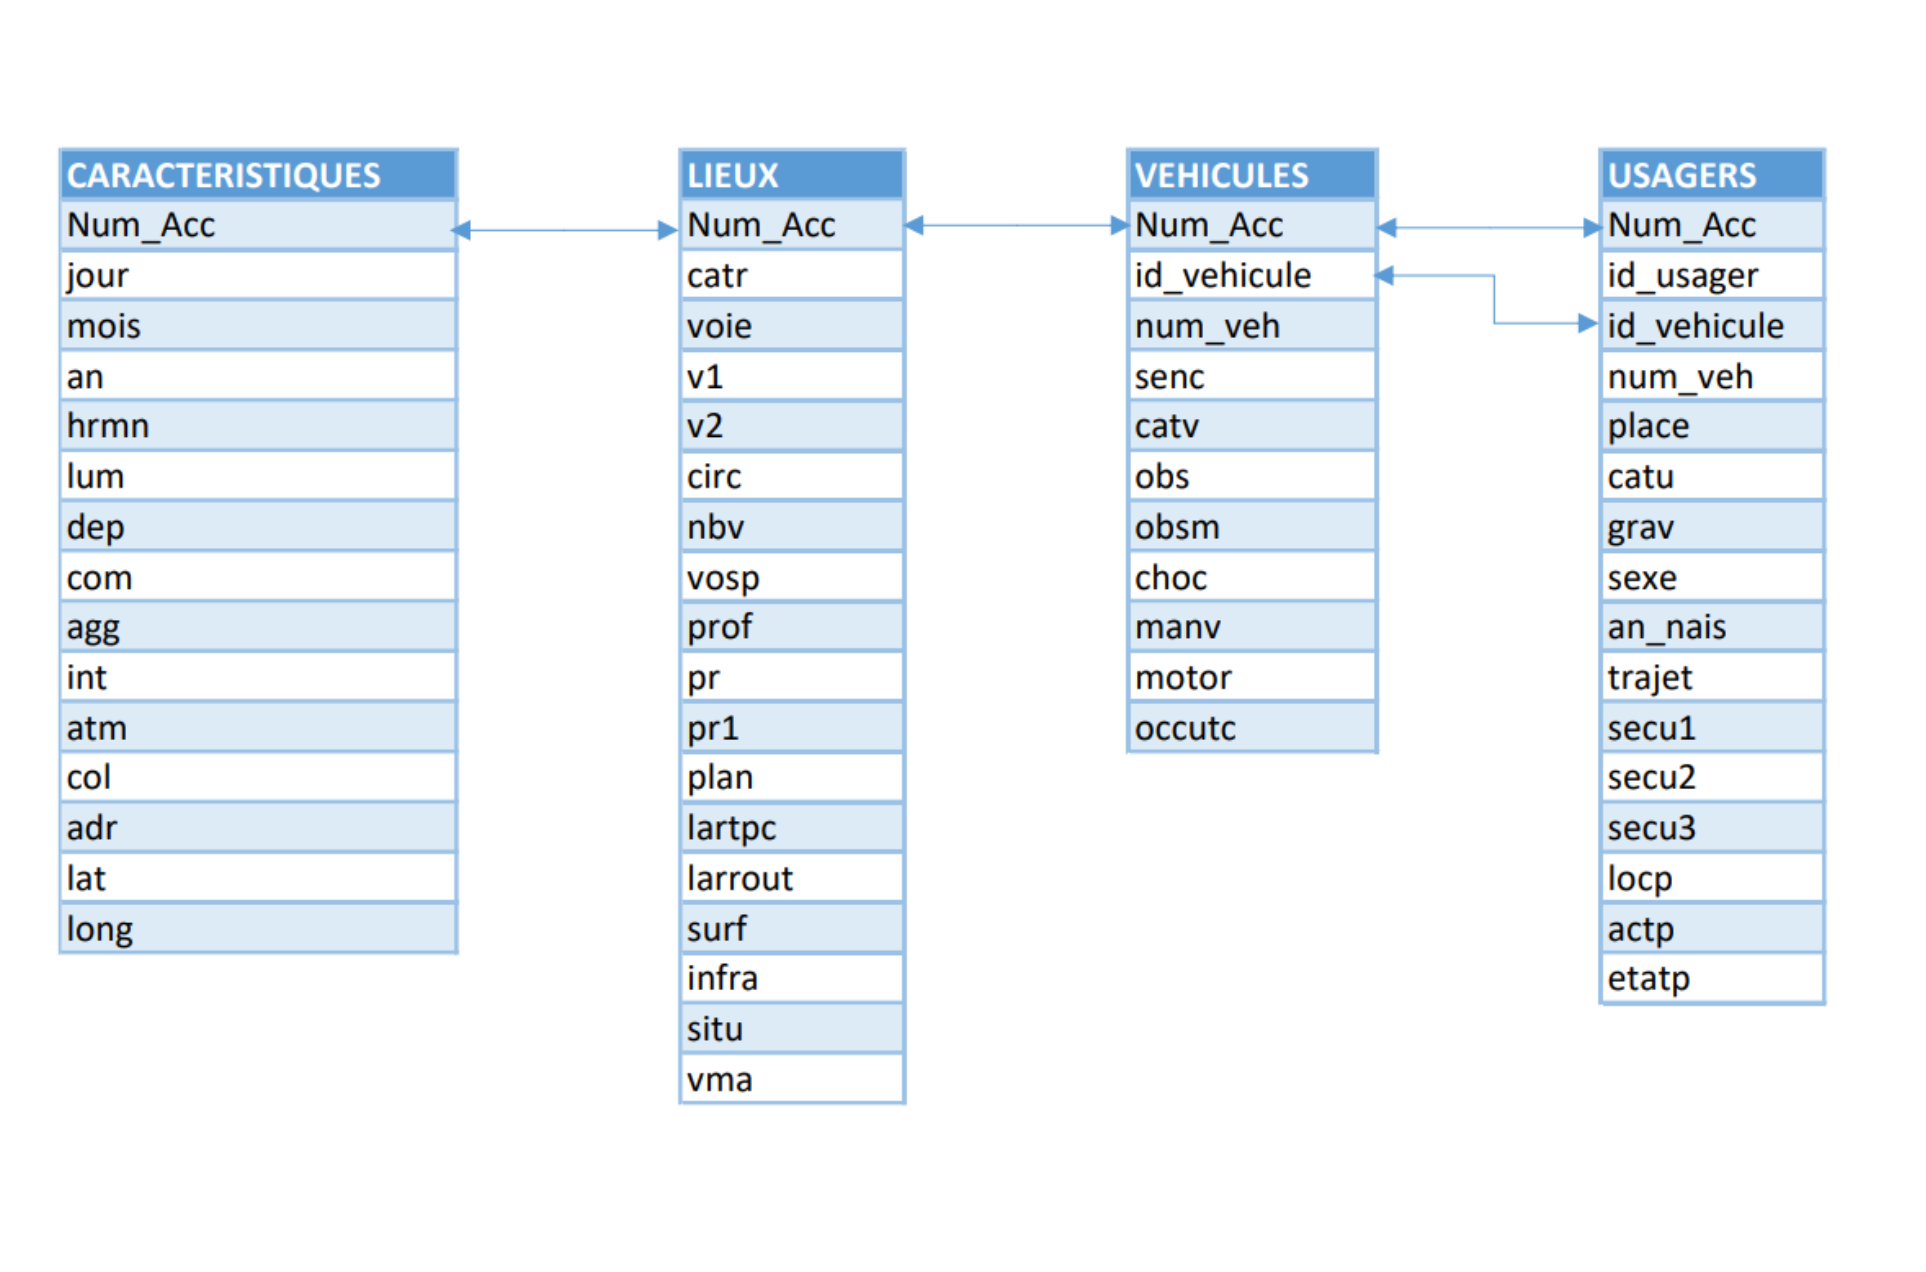 CARACTERISTIQUES
Num_Acc
jour
mois
an
hrmn
lum
dep
com
agg
int
atm
col
adr
lat
long
LIEUX
Num_Acc
catr
voie
v1
v2
circ
nbv
vosp
prof
pr
pr1
plan
lartpc
larrout
surf
infra
situ
vma
VEHICULES
Num_Acc
id_vehicule
num_veh
senc
catv
obs
obsm
choc
manv
motor
occutc
USAGERS
Num_Acc
id_usager
id_vehicule
num_veh
place
catu
grav
sexe
an_nais
trajet
secu1
secu2
secu3
locp
actp
etatp